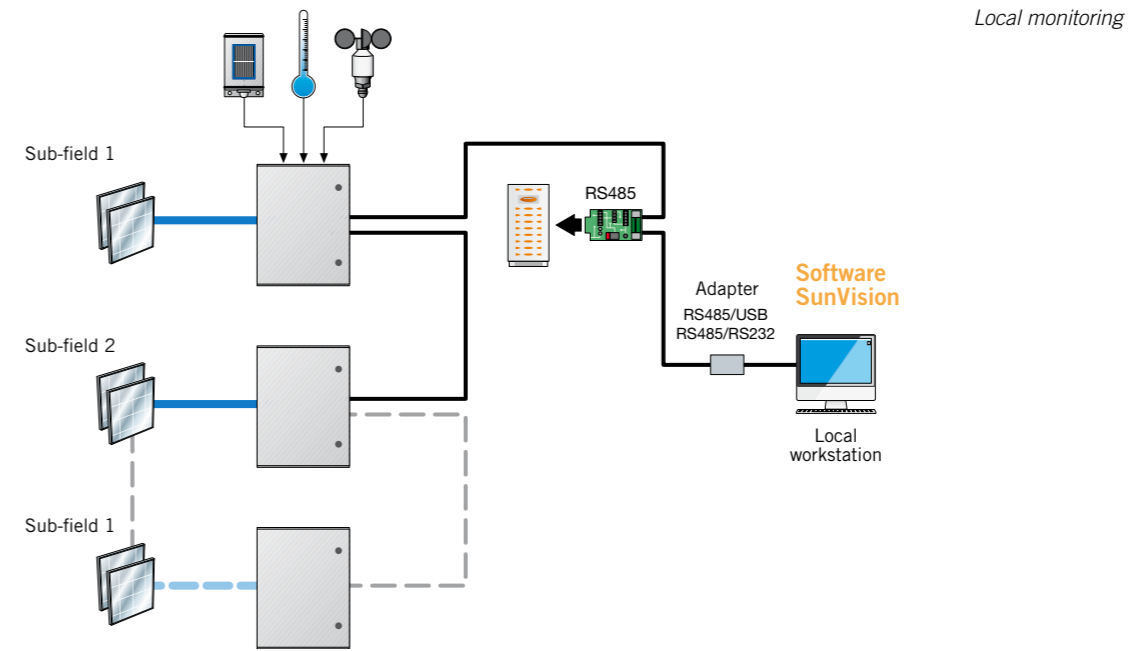 Local monitoring
Sub-field 1
RS485
Software
SunVision
Adapter
RS485/USB
RS485/RS232
Sub-field 2
Local
workstation
Sub-field 1